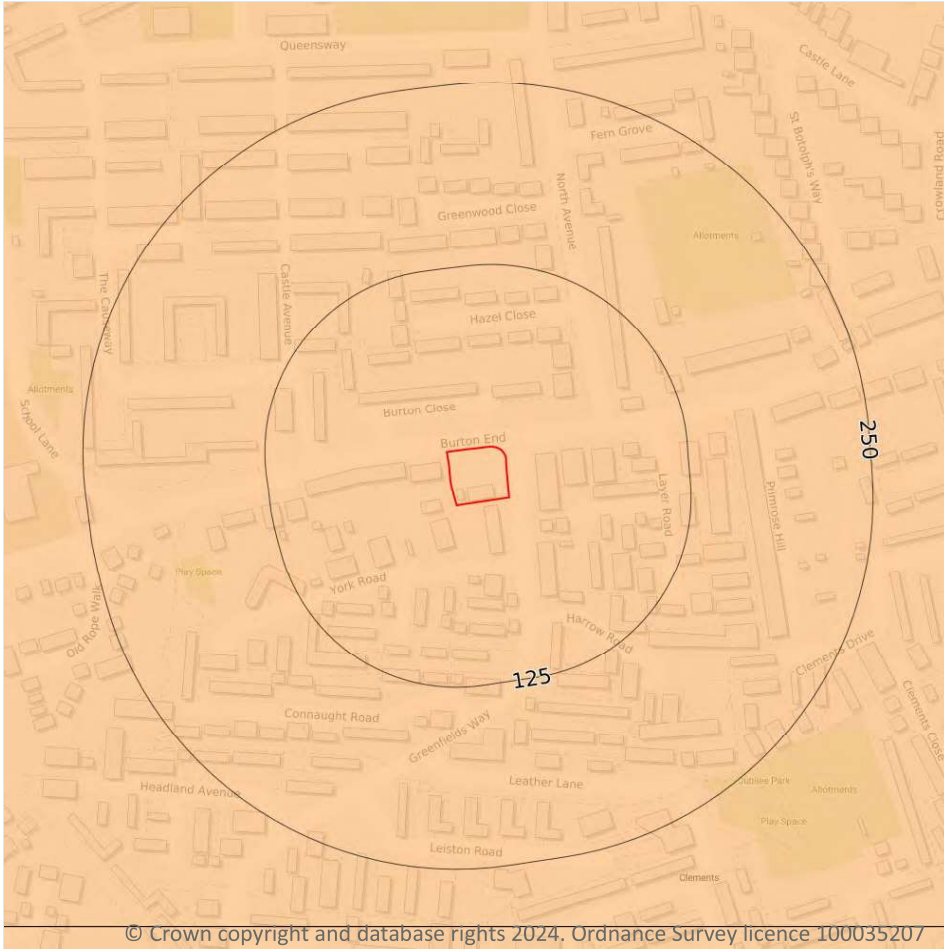 Queensway
Castle Lane
Fern Grove
St Botolph's Way
Crowland Road
North Avenue
Greenwood Close
Allotments
The Causeway
Castle Avenue
Hazel Close
Allotments
School Lane
Burton Close
250
Burton End
Layer Road
Primrose Hill
Play Space
York Road
Old Rope Walk
Harrow Road
Clements Drive
125
Clements Close
Connaught Road
Greenfields Way
Leather Lane
Jubilee Park
Allotments
Headland Avenue
Play Space
Leiston Road
Clements
© Crown copyright and database rights 2024. Ordnance Survey licence 100035207